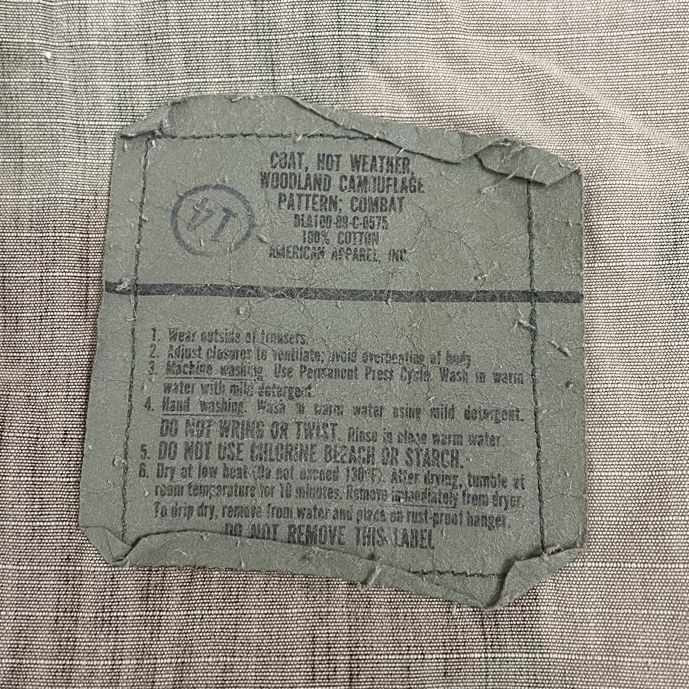 COAT, HOT WEATHER,
WOODLAND CAMOUFLAGE
PATTERN; COMBAT
DLA100-89-C-0575
100% COTTON
AMERICAN APPAREL, INC.
14
1. Wear outside of trousers.
2. Adjust closures to ventilate, avoid overheating of body.
3. Machine washing. Use Permanent Press Cycle. Wash in warm
water with mild detergent.
4. Hand washing. Wash in warm water using mild detergent.
DO NOT WRING OR TWIST. Rinse in clean warm water.
5. DO NOT USE CHLORINE BLEACH OR STARCH.
6. Dry at low heat (Do not exceed 130°F). After drying, tumble at
room temperature for 10 minutes. Remove immediately from dryer.
To drip dry, remove from water and place on rust-proof hanger.
DO NOT REMOVE THIS LABEL